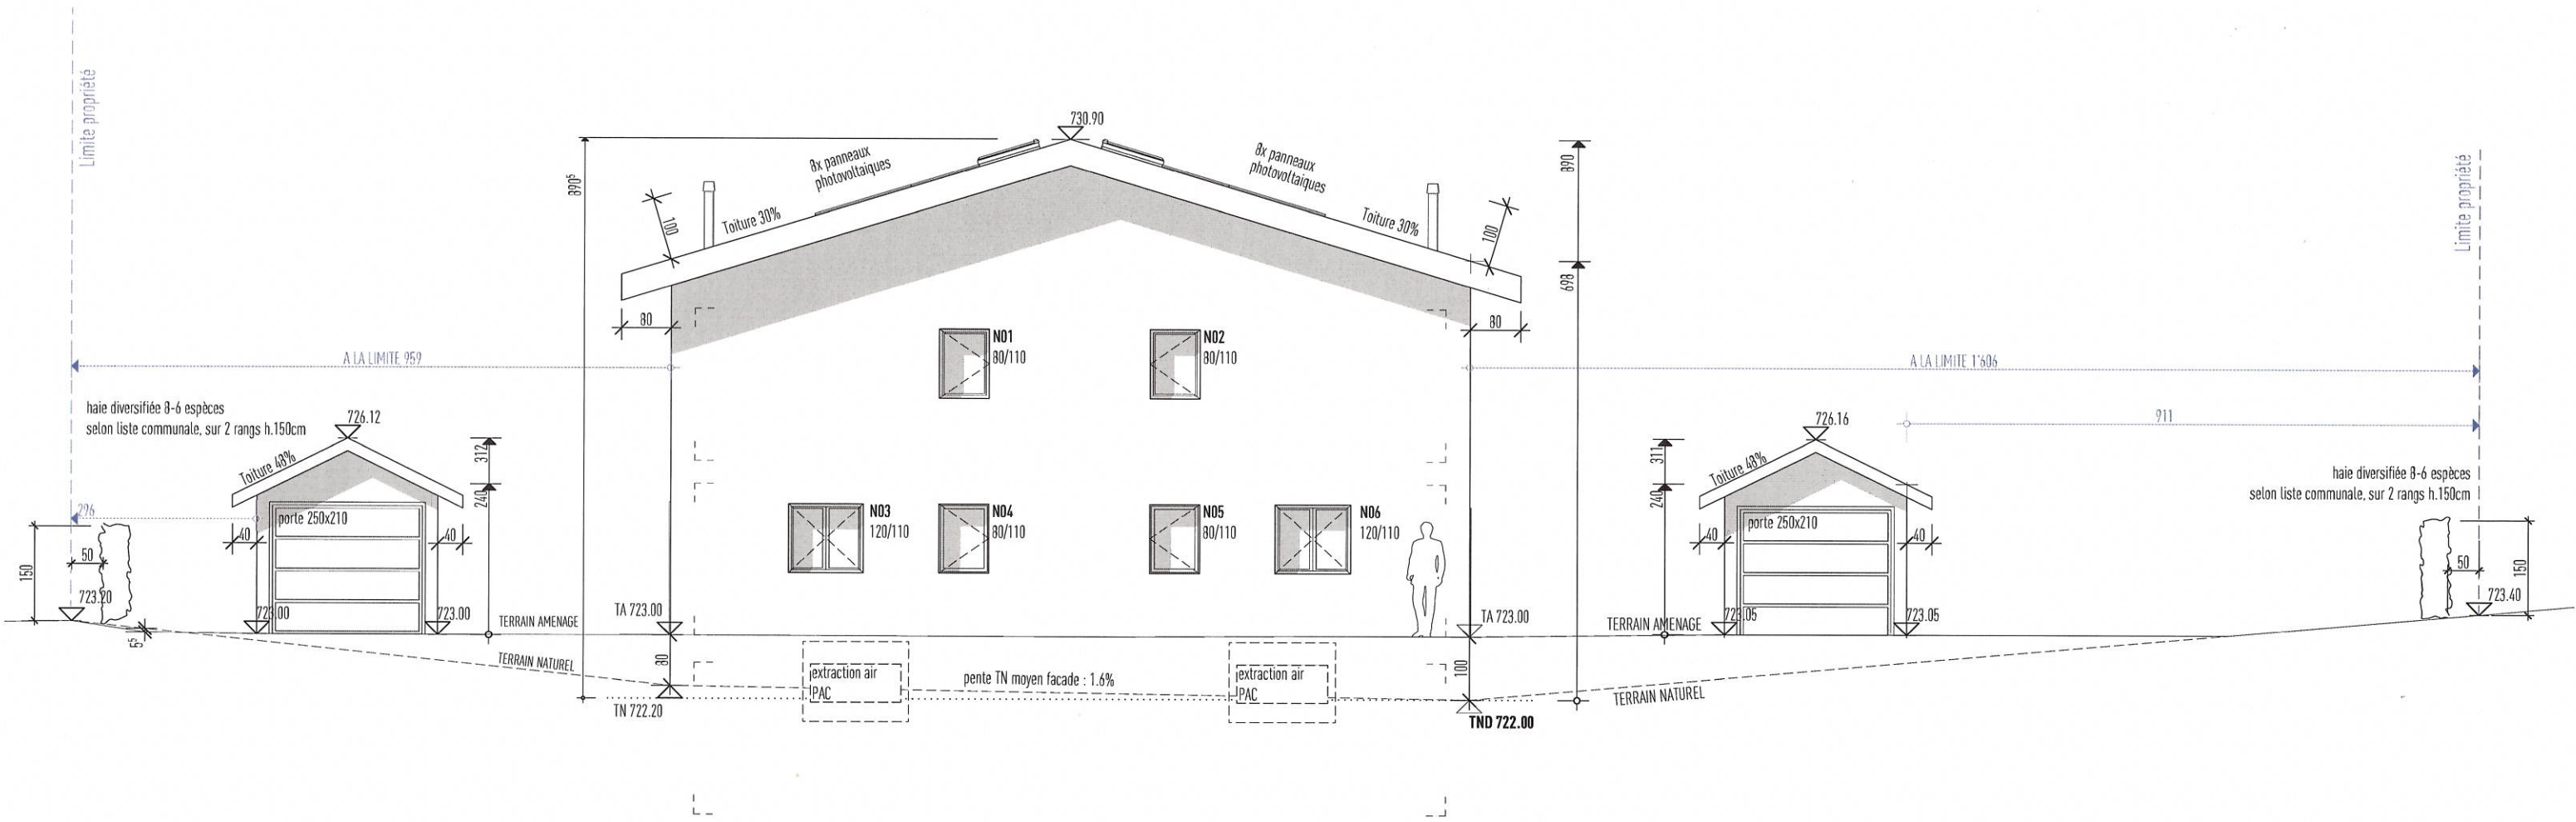 Limite propriété
730.90
8x panneaux
photovoltaïques
8x panneaux
photovoltaïques
890
Limite propriété
890⁵
100
Toiture 30%
Toiture 30%
100
698
80
80
N01
80/110
N02
80/110
A LA LIMITE 959
A LA LIMITE 1'606
haie diversifiée 8-6 espèces
selon liste communale, sur 2 rangs h.150cm
726.12
726.16
911
Toiture 48%
312
240
311
240
Toiture 48%
haie diversifiée 8-6 espèces
selon liste communale, sur 2 rangs h.150cm
296
porte 250x210
N03
120/110
N04
80/110
N05
80/110
N06
120/110
porte 250x210
40
40
40
40
50
150
50
150
723.20
723.00
723.00
TERRAIN AMENAGE
TA 723.00
TA 723.00
TERRAIN AMENAGE
723.05
723.05
723.40
5⁵
TERRAIN NATUREL
80
extraction air
PAC
pente TN moyen facade : 1.6%
extraction air
PAC
100
TERRAIN NATUREL
TN 722.20
TND 722.00